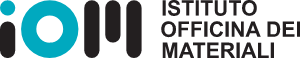 iOM
ISTITUTO
OFFICINA DEI
MATERIALI